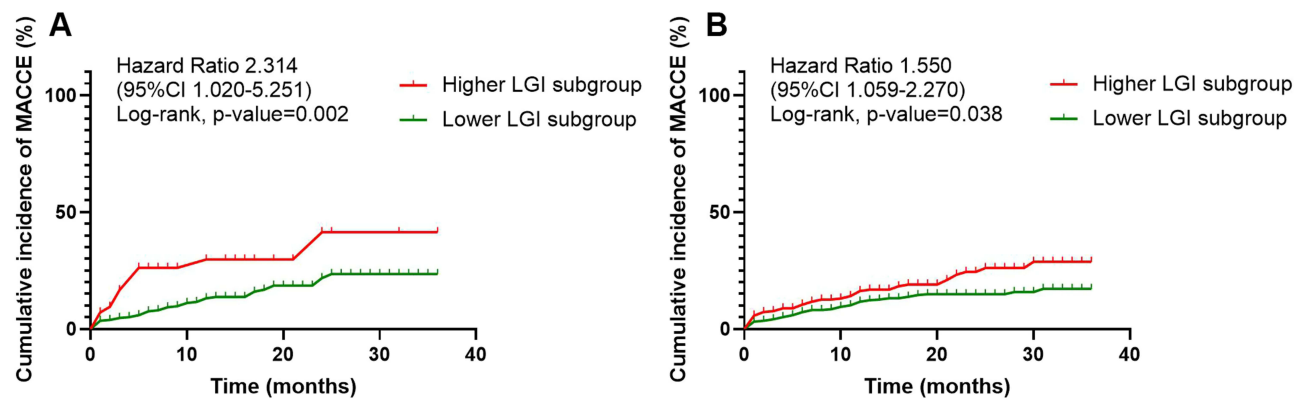 A
Cumulative incidence of MACCE (%)
Hazard Ratio 2.314
(95%CI 1.020-5.251)
Log-rank, p-value=0.002
Higher LGI subgroup
Lower LGI subgroup
100
50
0
0 10 20 30 40
Time (months)
B
Cumulative incidence of MACCE (%)
Hazard Ratio 1.550
(95%CI 1.059-2.270)
Log-rank, p-value=0.038
Higher LGI subgroup
Lower LGI subgroup
100
50
0
0 10 20 30 40
Time (months)